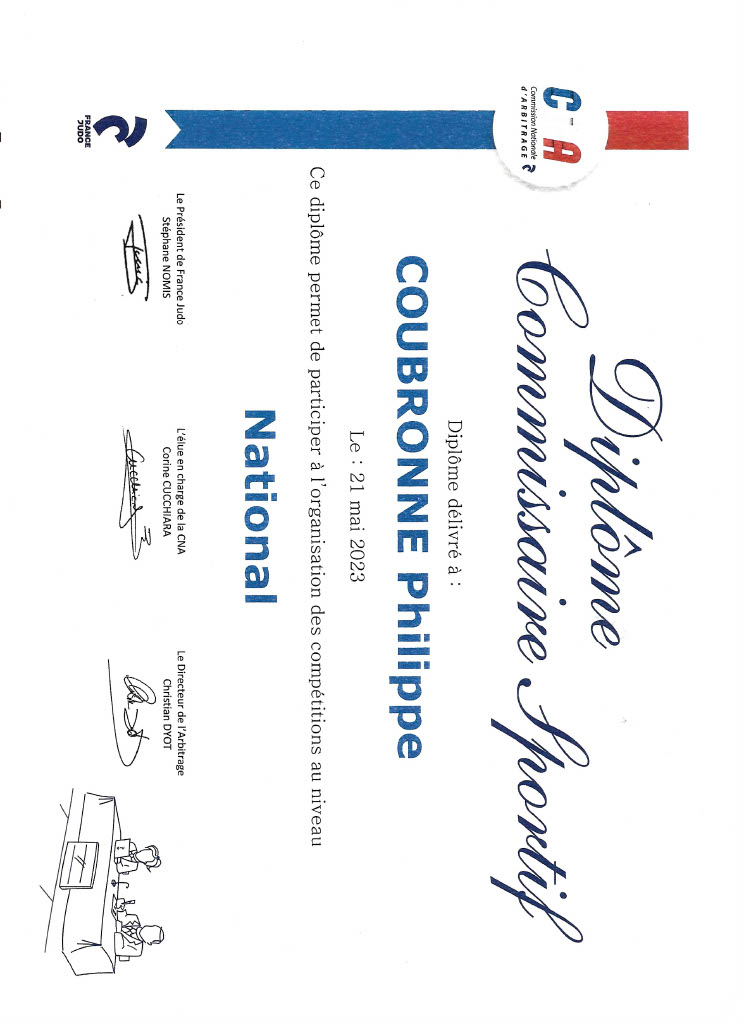 Diplôme
Commissaire Sportif
C A
Commission Nationale
d'ARBITRAGE
Diplôme délivré à :
COUBRONNE Philippe
Le : 21 mai 2023
Ce diplôme permet de participer à l'organisation des compétitions au niveau
National
Le Président de France Judo
Stéphane NOMIS
L'élue en charge de la CNA
Corine CUCCHIARA
Le Directeur de l'Arbitrage
Christian DYOT
Cucchiara
FRANCE
JUDO